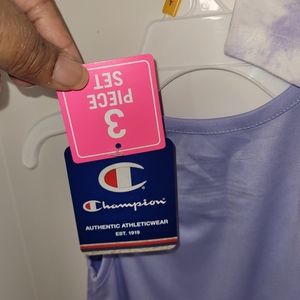 3
PIECE
SET
Champion
AUTHENTIC ATHLETICWEAR
EST. 1919